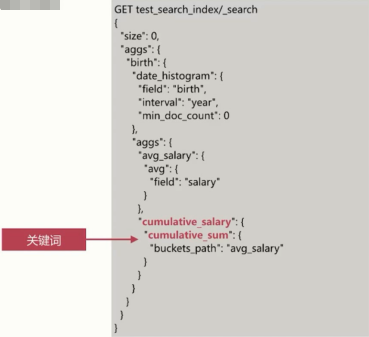 GET test_search_index/_search
{
"size": 0,
"aggs": {
"birth": {
"date_histogram": {
"field": "birth",
"interval": "year",
"min_doc_count": 0
},
"aggs": {
"avg_salary": {
"avg": {
"field": "salary"
}
},
"cumulative_salary": {
关键词 "cumulative_sum": {
"buckets_path": "avg_salary"
}
}
}
}
}
}